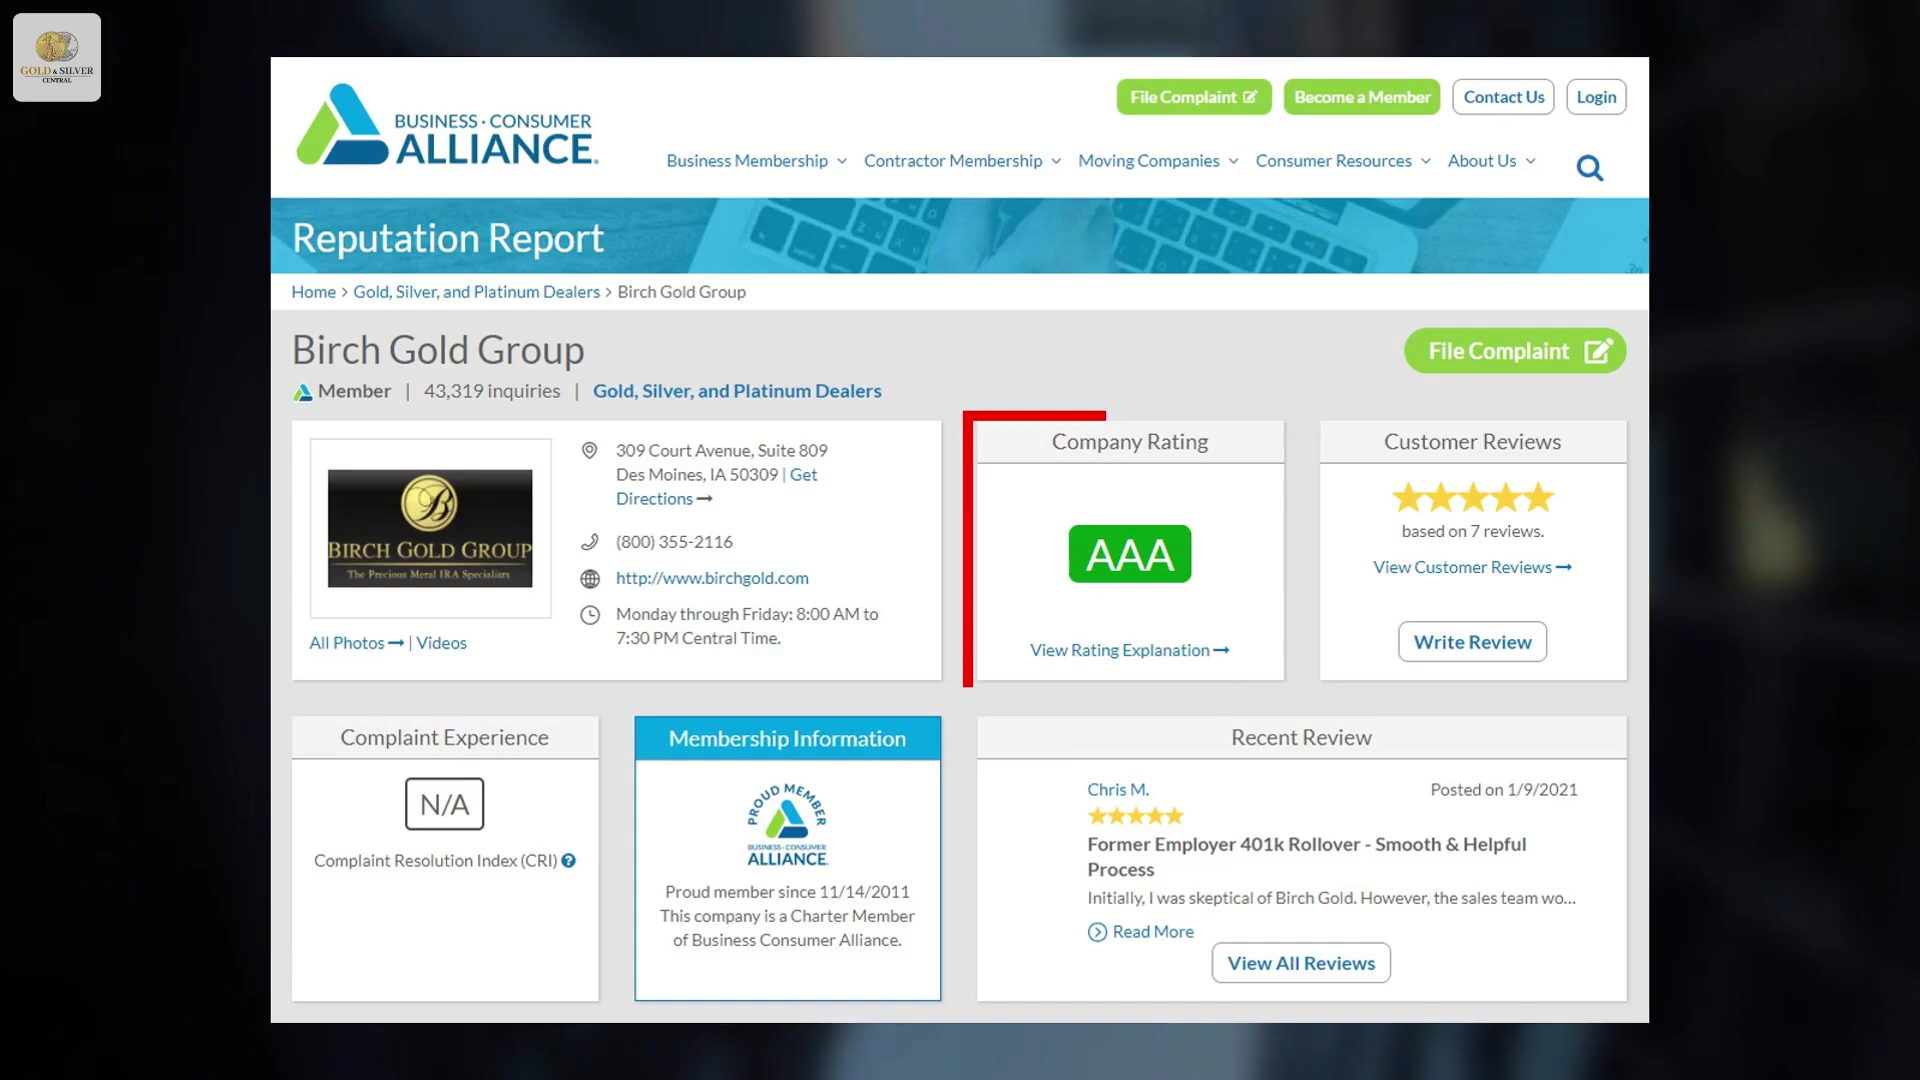 GOLD & SILVER
CENTRAL
BUSINESS · CONSUMER
ALLIANCE®
File Complaint
Become a Member
Contact Us
Login
Business Membership
Contractor Membership
Moving Companies
Consumer Resources
About Us
Reputation Report
Home > Gold, Silver, and Platinum Dealers > Birch Gold Group
Birch Gold Group
File Complaint
Member | 43,319 inquiries | Gold, Silver, and Platinum Dealers
B
BIRCH GOLD GROUP
The Precious Metal IRA Specialists
All Photos → | Videos
309 Court Avenue, Suite 809
Des Moines, IA 50309 | Get
Directions →
(800) 355-2116
http://www.birchgold.com
Monday through Friday: 8:00 AM to
7:30 PM Central Time.
Company Rating
AAA
View Rating Explanation →
Customer Reviews
based on 7 reviews.
View Customer Reviews →
Write Review
Complaint Experience
N/A
Complaint Resolution Index (CRI) ?
Membership Information
PROUD MEMBER
BUSINESS · CONSUMER
ALLIANCE
Proud member since 11/14/2011
This company is a Charter Member
of Business Consumer Alliance.
Recent Review
Chris M.
Posted on 1/9/2021
Former Employer 401k Rollover - Smooth & Helpful
Process
Initially, I was skeptical of Birch Gold. However, the sales team wo...
Read More
View All Reviews